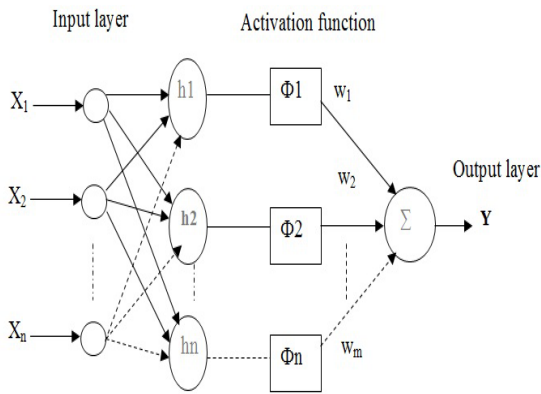 Input layer
Activation function
X1
h1
Φ1
w1
X2
h2
Φ2
w2
Output layer
Σ
Y
Xn
hn
Φn
wm